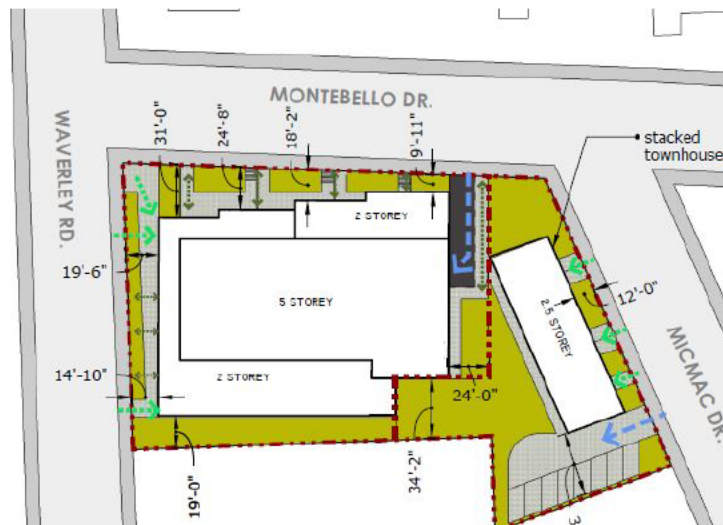 MONTEBELLO DR.
WAVERLEY RD.
31'-0"
24'-8"
18'-2"
9'-11"
stacked
townhouse
2 STOREY
19'-6"
5 STOREY
2.5 STOREY
12'-0"
MICMAC DR.
14'-10"
2 STOREY
24'-0"
19'-0"
34'-2"
3